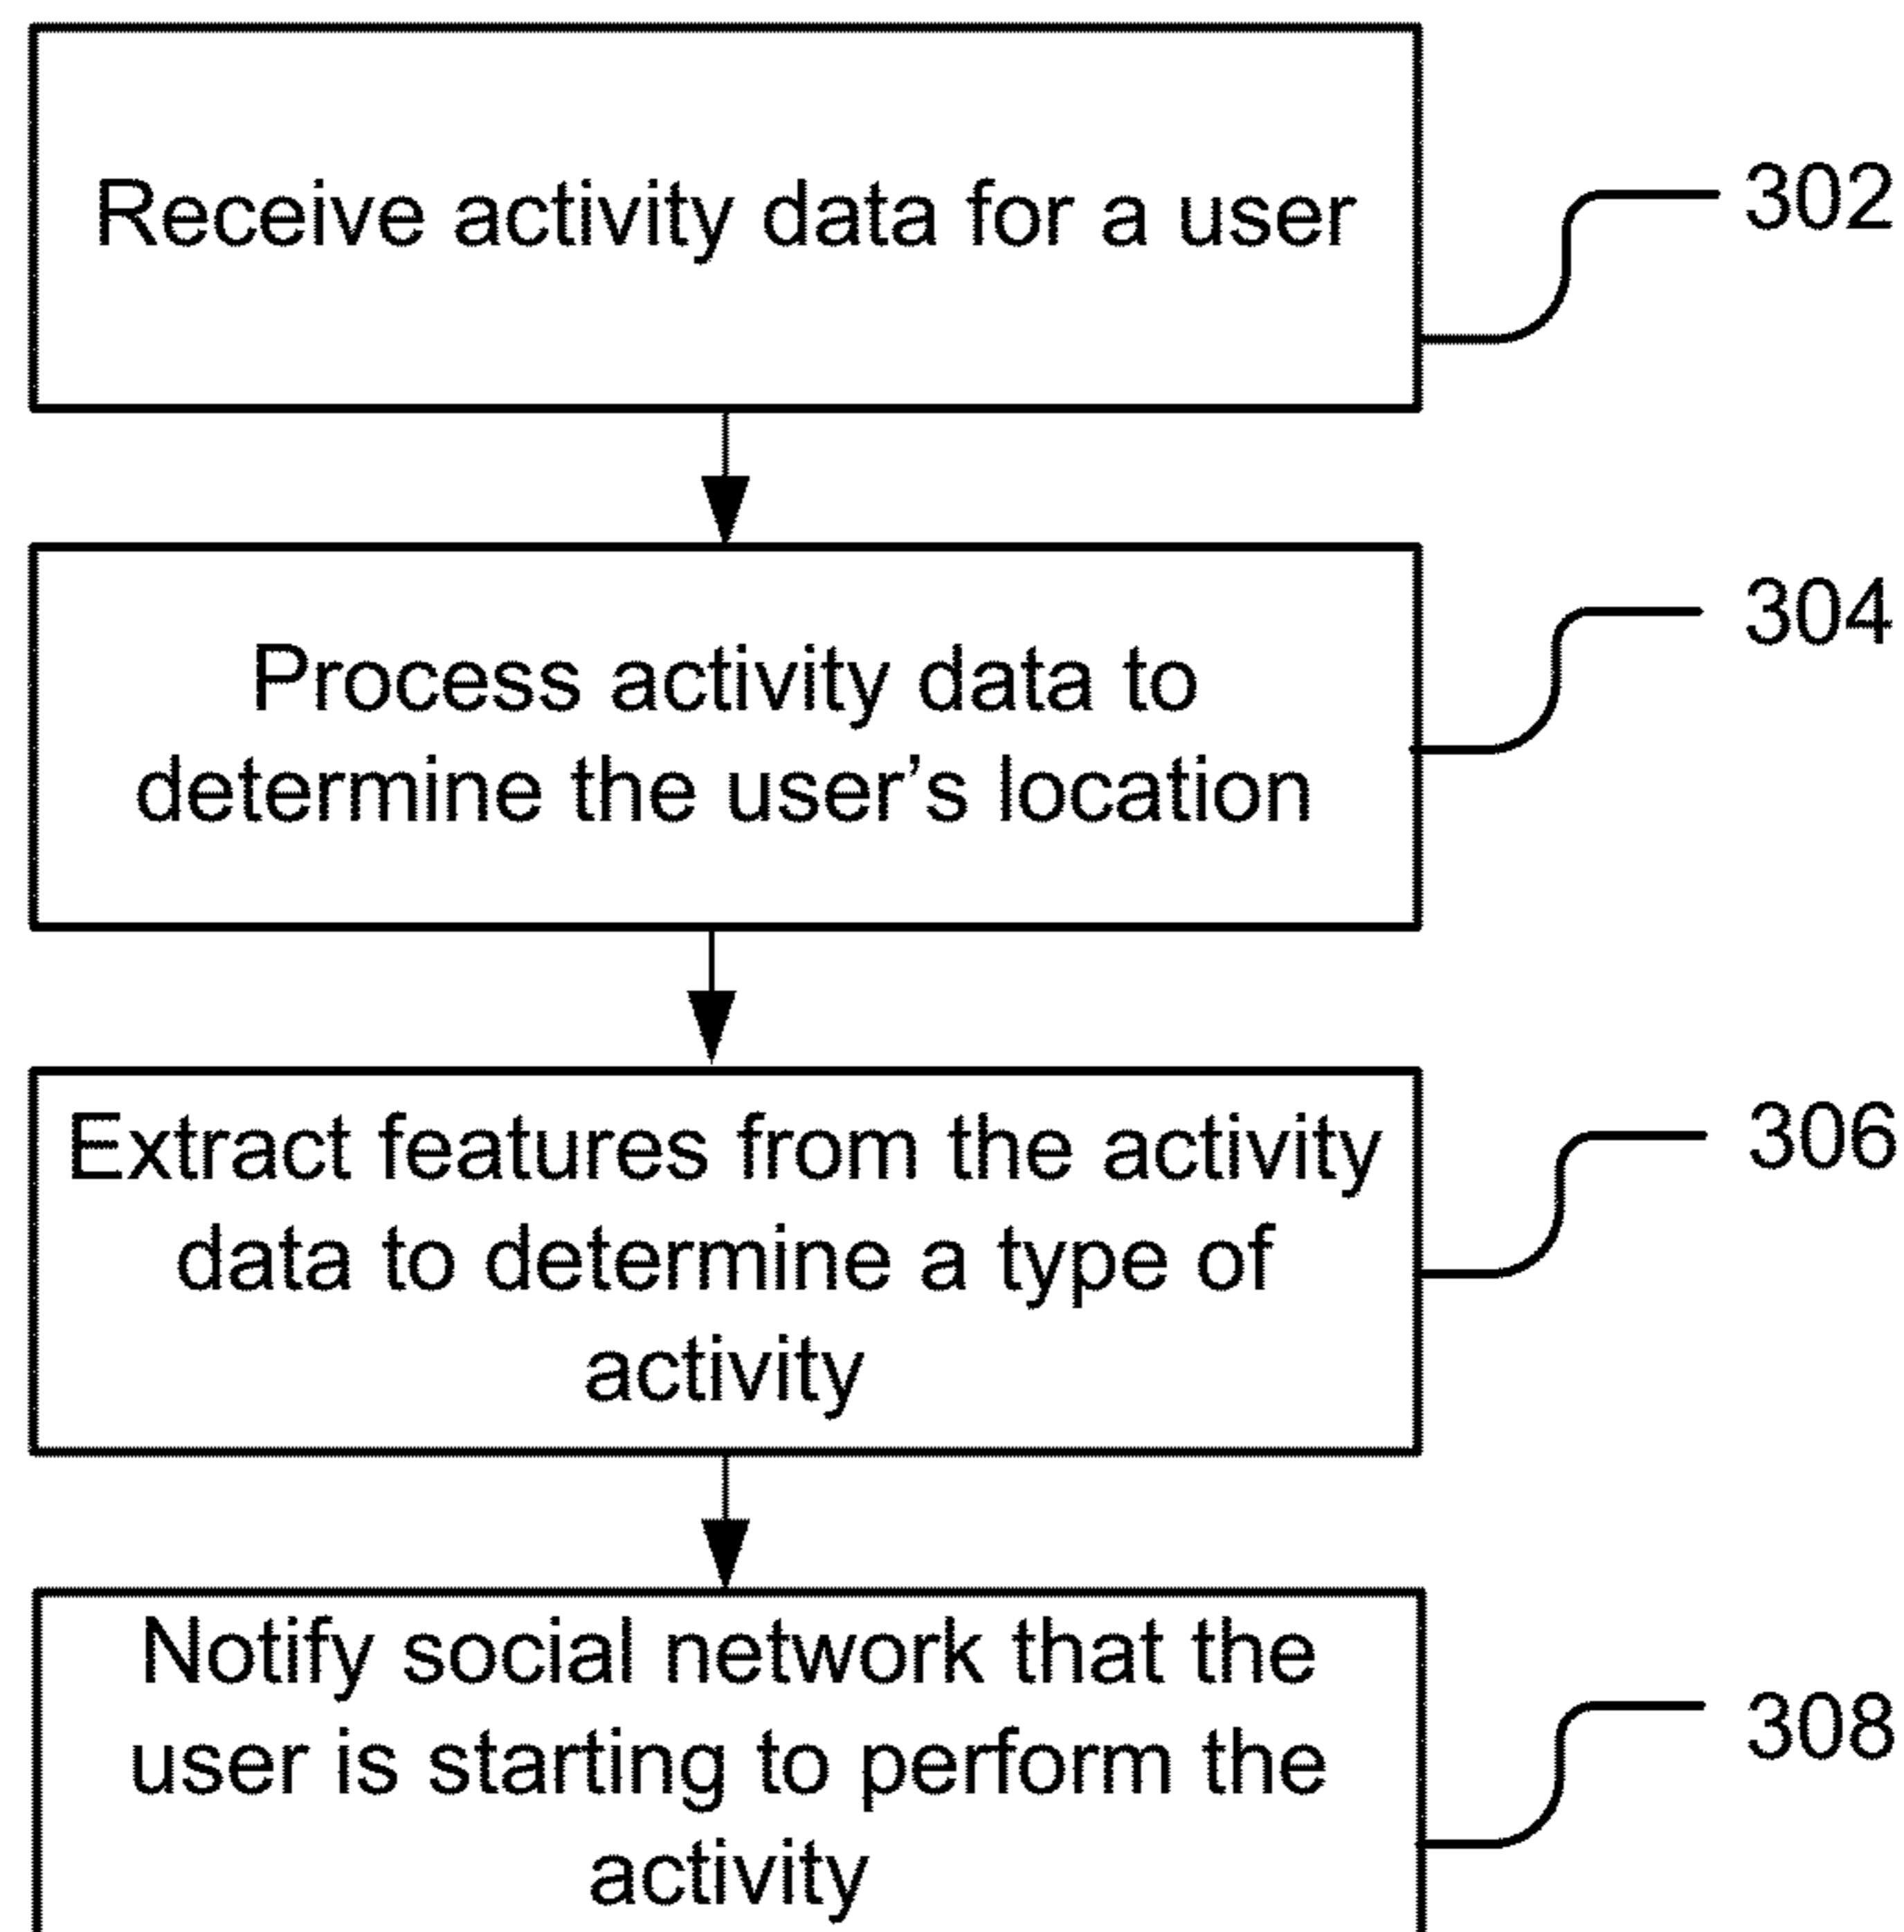 Receive activity data for a user
302
Process activity data to
determine the user’s location
304
Extract features from the activity
data to determine a type of
activity
306
Notify social network that the
user is starting to perform the
activity
308